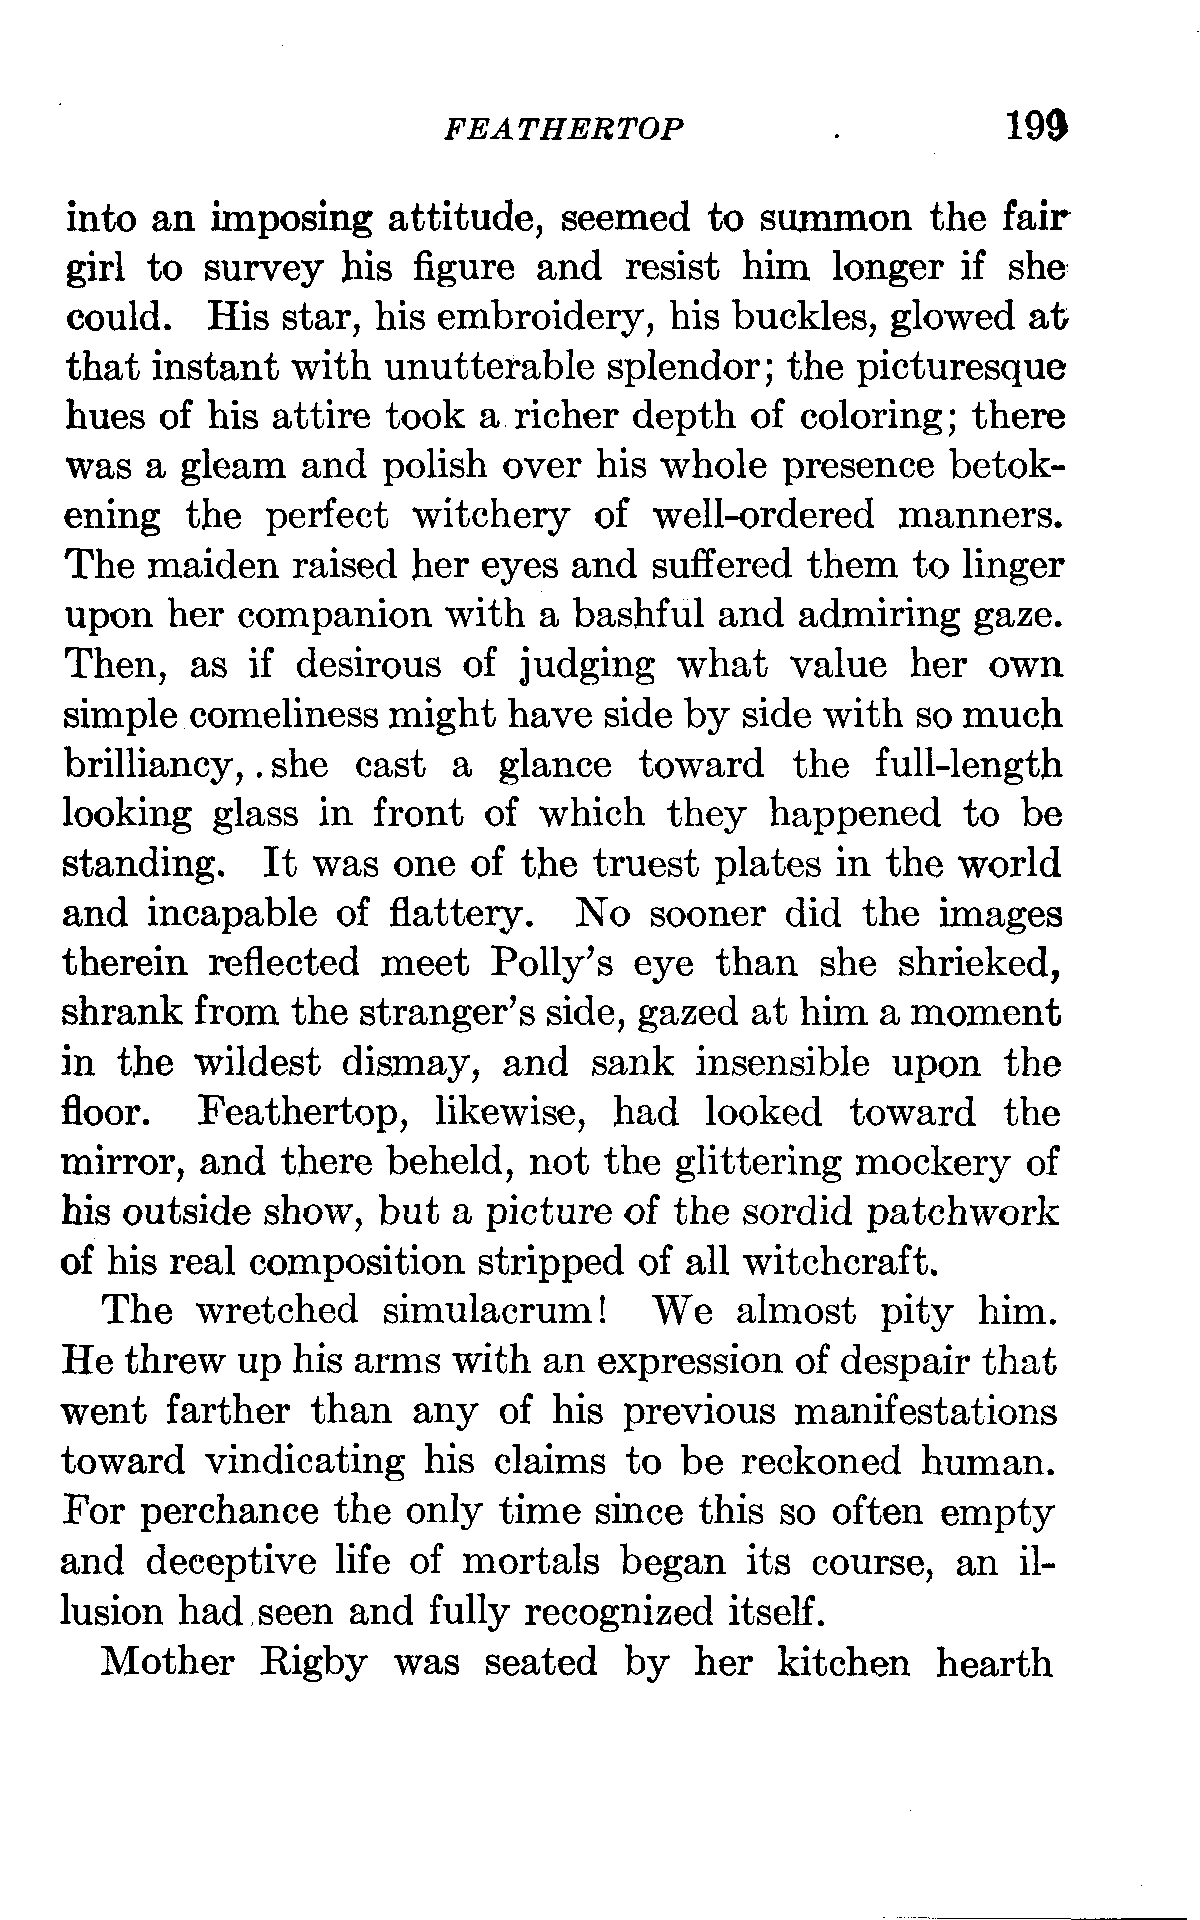 FEATHERTOP 199
into an imposing attitude, seemed to summon the fair
girl to survey his figure and resist him longer if she
could. His star, his embroidery, his buckles, glowed at
that instant with unutterable splendor; the picturesque
hues of his attire took a richer depth of coloring; there
was a gleam and polish over his whole presence betok-
ening the perfect witchery of well-ordered manners.
The maiden raised her eyes and suffered them to linger
upon her companion with a bashful and admiring gaze.
Then, as if desirous of judging what value her own
simple comeliness might have side by side with so much
brilliancy, she cast a glance toward the full-length
looking glass in front of which they happened to be
standing. It was one of the truest plates in the world
and incapable of flattery. No sooner did the images
therein reflected meet Polly's eye than she shrieked,
shrank from the stranger's side, gazed at him a moment
in the wildest dismay, and sank insensible upon the
floor. Feathertop, likewise, had looked toward the
mirror, and there beheld, not the glittering mockery of
his outside show, but a picture of the sordid patchwork
of his real composition stripped of all witchcraft.
The wretched simulacrum! We almost pity him.
He threw up his arms with an expression of despair that
went farther than any of his previous manifestations
toward vindicating his claims to be reckoned human.
For perchance the only time since this so often empty
and deceptive life of mortals began its course, an il-
lusion had seen and fully recognized itself.
Mother Rigby was seated by her kitchen hearth